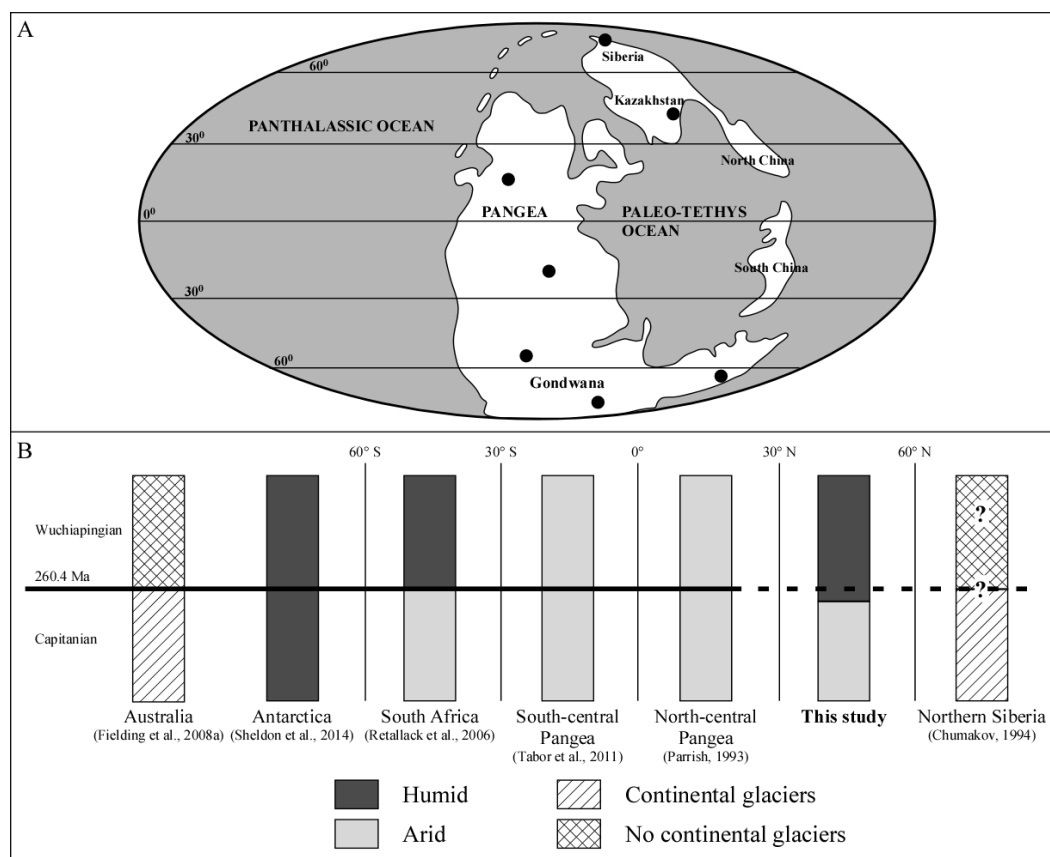 A
Siberia
60⁰
Kazakhstan
PANTHALASSIC OCEAN
30⁰
North China
PANGEA
PALEO-TETHYS
OCEAN
0⁰
South China
30⁰
60⁰
Gondwana
B
60° S
30° S
0°
30° N
60° N
Wuchiapingian
?
260.4 Ma
?
Capitanian
Australia
(Fielding et al., 2008a)
Antarctica
(Sheldon et al., 2014)
South Africa
(Retallack et al., 2006)
South-central
Pangea
(Tabor et al., 2011)
North-central
Pangea
(Parrish, 1993)
This study
Northern Siberia
(Chumakov, 1994)
Humid
Continental glaciers
Arid
No continental glaciers